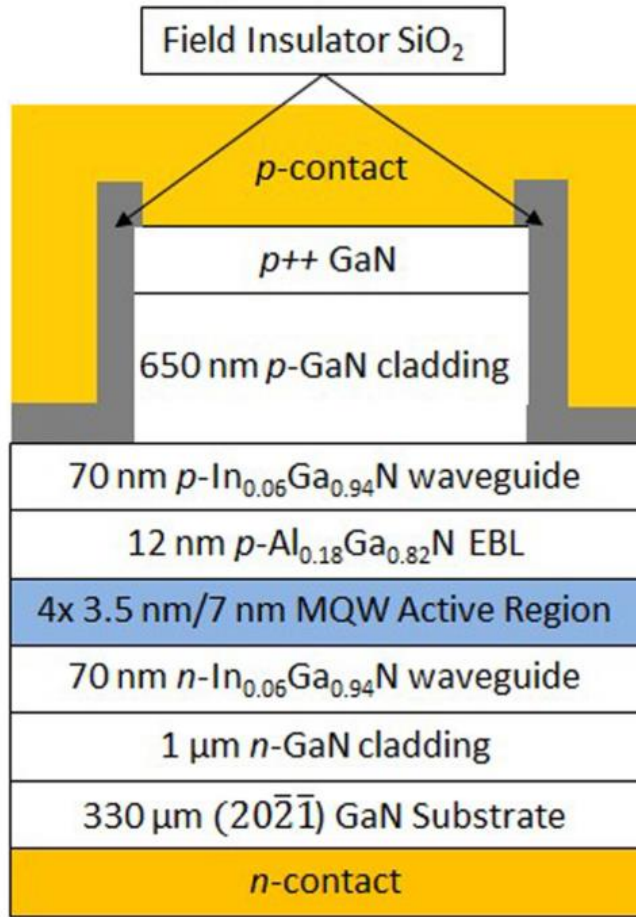 Field Insulator SiO₂
p-contact
p++ GaN
650 nm p-GaN cladding
70 nm p-In₀.₀₆Ga₀.₉₄N waveguide
12 nm p-Al₀.₁₈Ga₀.₈₂N EBL
4x 3.5 nm/7 nm MQW Active Region
70 nm n-In₀.₀₆Ga₀.₉₄N waveguide
1 μm n-GaN cladding
330 μm (202̅1̅) GaN Substrate
n-contact